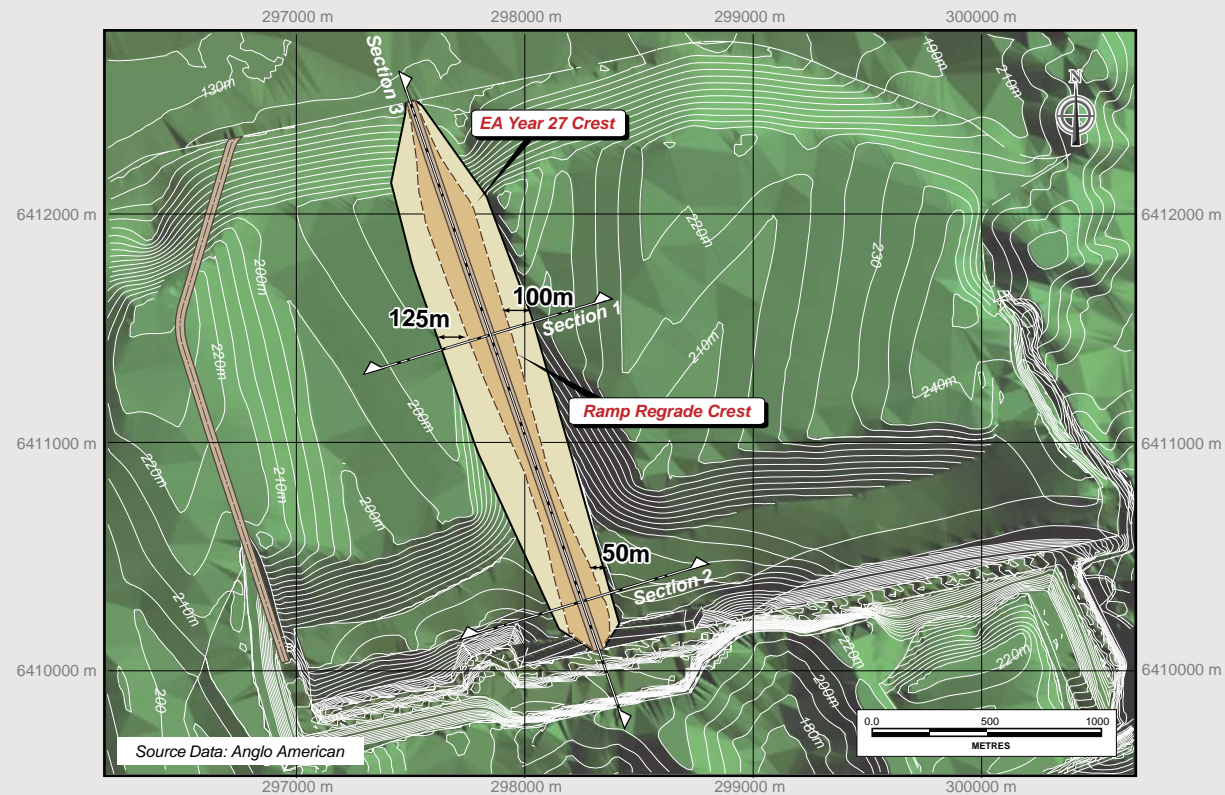 297000 m
298000 m
299000 m
300000 m
Section 3
130m
190m
210m
N
EA Year 27 Crest
6412000 m
6412000 m
220m
230
200m
100m
125m
Section 1
220m
210m
240m
200m
Ramp Regrade Crest
6411000 m
6411000 m
220m
210m
200m
50m
Section 2
210m
220m
220m
6410000 m
6410000 m
200m
200
180m
0.0
500
1000
METRES
Source Data: Anglo American
297000 m
298000 m
299000 m
300000 m